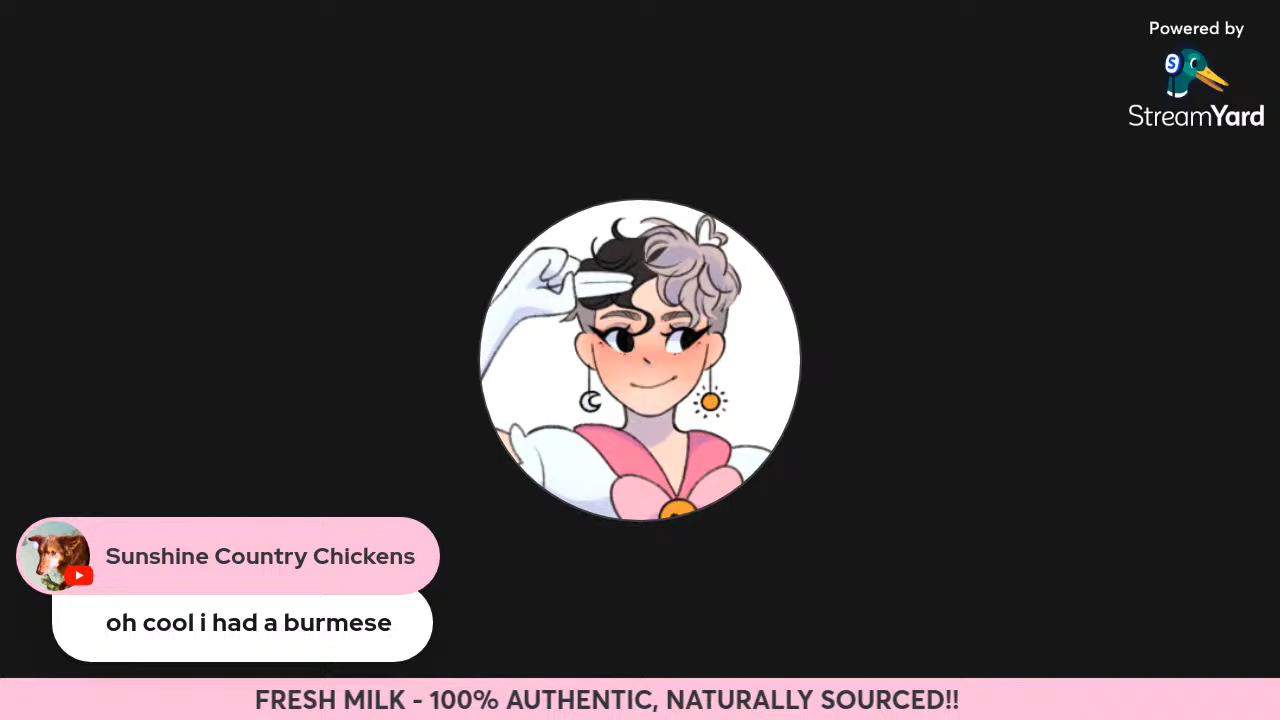 Powered by
S
StreamYard
Sunshine Country Chickens
oh cool i had a burmese
FRESH MILK - 100% AUTHENTIC, NATURALLY SOURCED!!